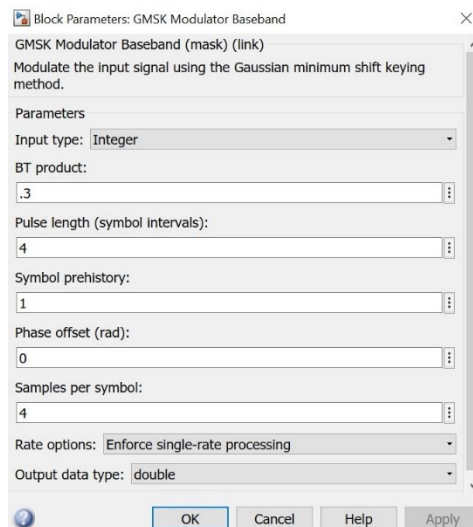 Block Parameters: GMSK Modulator Baseband
GMSK Modulator Baseband (mask) (link)
Modulate the input signal using the Gaussian minimum shift keying
method.
Parameters
Input type: Integer
BT product:
.3
Pulse length (symbol intervals):
4
Symbol prehistory:
1
Phase offset (rad):
0
Samples per symbol:
4
Rate options: Enforce single-rate processing
Output data type: double
OK Cancel Help Apply